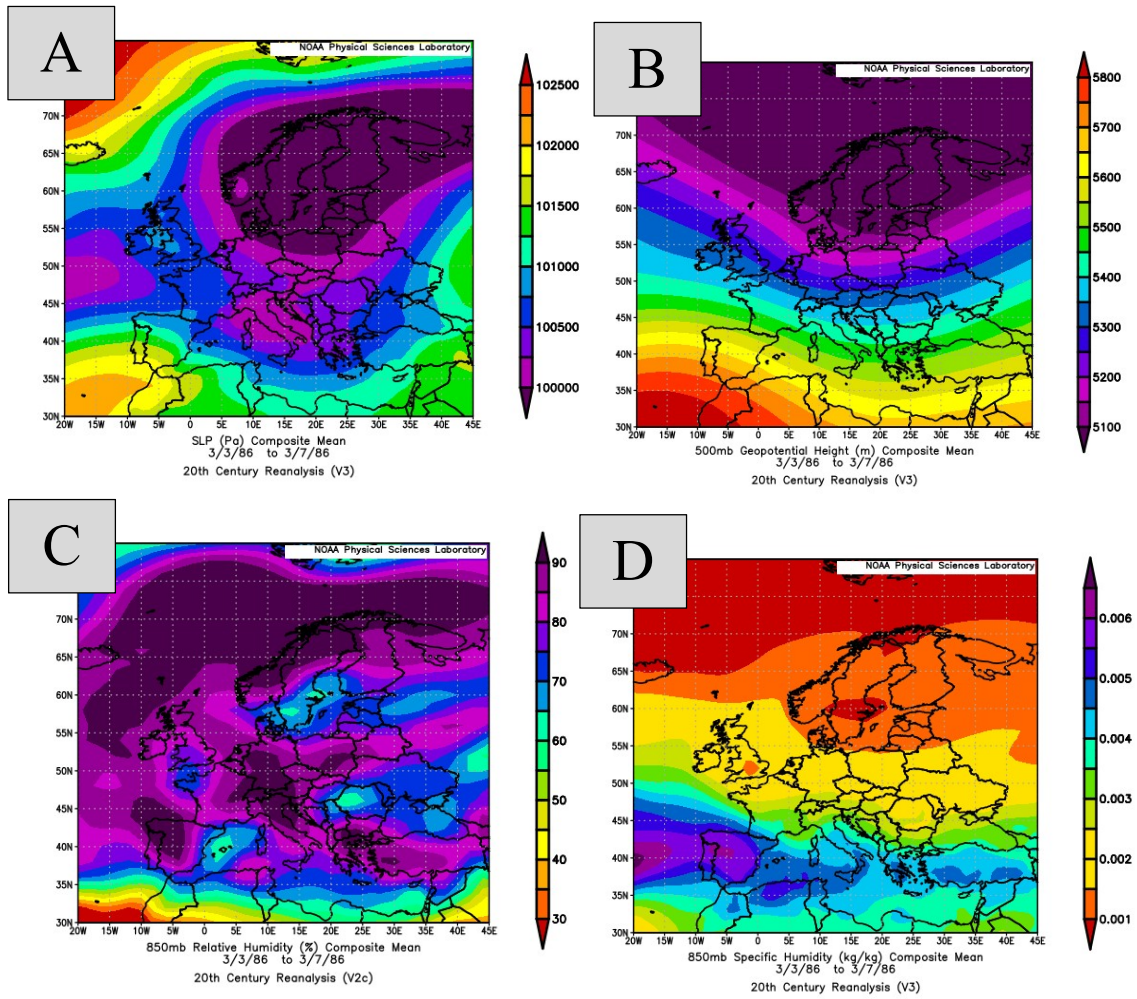 A
NOAA Physical Sciences Laboratory
70N
65N
60N
55N
50N
45N
40N
35N
30N
20W 15W 10W 5W 0 5E 10E 15E 20E 25E 30E 35E 40E 45E
102500
102000
101500
101000
100500
100000
SLP (Pa) Composite Mean
3/3/86 to 3/7/86
20th Century Reanalysis (V3)
B
NOAA Physical Sciences Laboratory
70N
65N
60N
55N
50N
45N
40N
35N
30N
20W 15W 10W 5W 0 5E 10E 15E 20E 25E 30E 35E 40E 45E
5800
5700
5600
5500
5400
5300
5200
5100
500mb Geopotential Height (m) Composite Mean
3/3/86 to 3/7/86
20th Century Reanalysis (V3)
C
NOAA Physical Sciences Laboratory
70N
65N
60N
55N
50N
45N
40N
35N
30N
20W 15W 10W 5W 0 5E 10E 15E 20E 25E 30E 35E 40E 45E
90
80
70
60
50
40
30
850mb Relative Humidity (%) Composite Mean
3/3/86 to 3/7/86
20th Century Reanalysis (V2c)
D
NOAA Physical Sciences Laboratory
70N
65N
60N
55N
50N
45N
40N
35N
30N
20W 15W 10W 5W 0 5E 10E 15E 20E 25E 30E 35E 40E 45E
0.006
0.005
0.004
0.003
0.002
0.001
850mb Specific Humidity (kg/kg) Composite Mean
3/3/86 to 3/7/86
20th Century Reanalysis (V3)